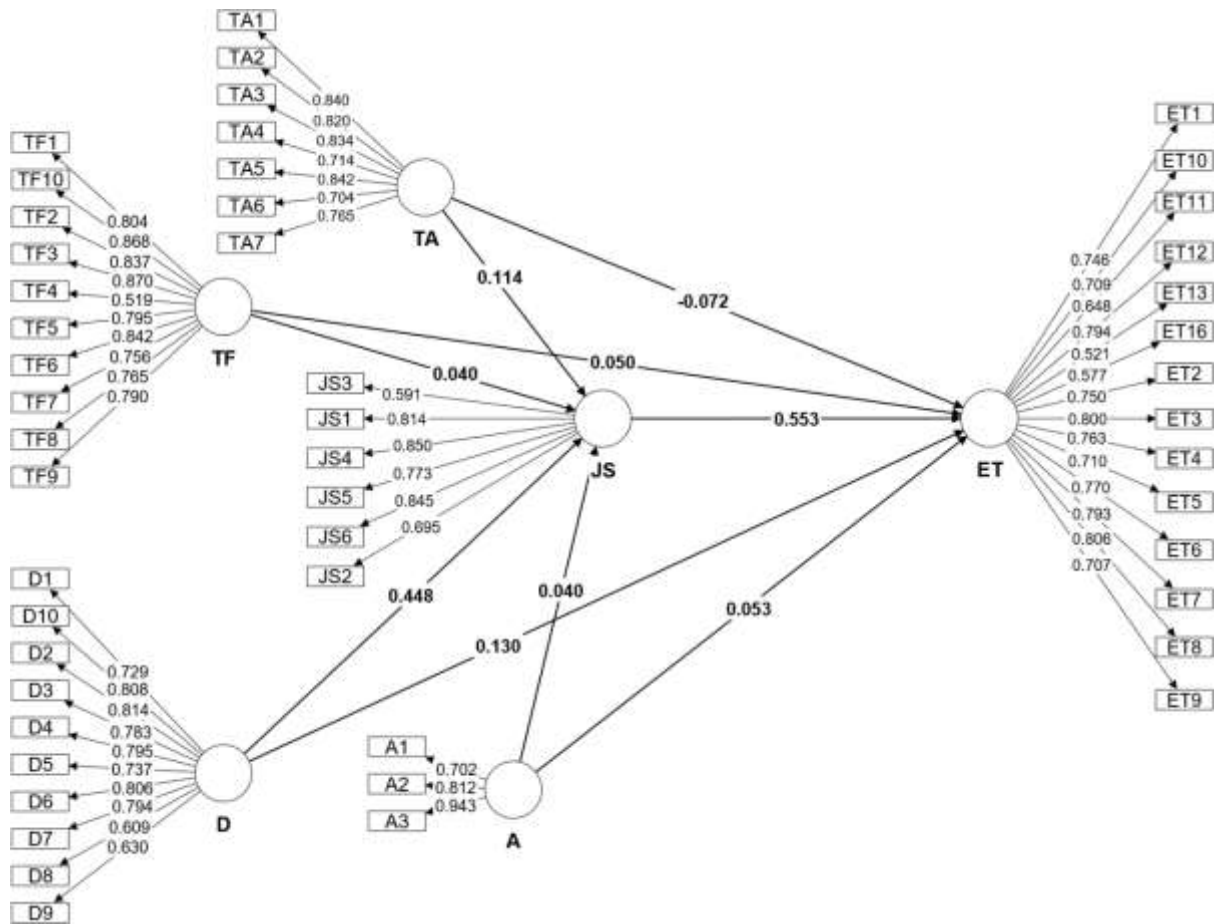 TA1
TA2
TA3
TA4
TA5
TA6
TA7
0.840
0.820
0.834
0.714
0.842
0.704
0.765
TA
TF1
TF10
TF2
TF3
TF4
TF5
TF6
TF7
TF8
TF9
0.804
0.868
0.837
0.870
0.519
0.795
0.842
0.756
0.765
0.790
TF
0.114
-0.072
0.050
0.040
JS3
JS1
JS4
JS5
JS6
JS2
0.591
0.814
0.850
0.773
0.845
0.695
JS
0.553
ET
0.746
0.709
0.648
0.794
0.521
0.577
0.750
0.800
0.763
0.710
0.770
0.793
0.806
0.707
ET1
ET10
ET11
ET12
ET13
ET16
ET2
ET3
ET4
ET5
ET6
ET7
ET8
ET9
0.448
0.040
0.053
0.130
D1
D10
D2
D3
D4
D5
D6
D7
D8
D9
0.729
0.808
0.814
0.783
0.795
0.737
0.806
0.794
0.609
0.630
D
A1
A2
A3
0.702
0.812
0.943
A